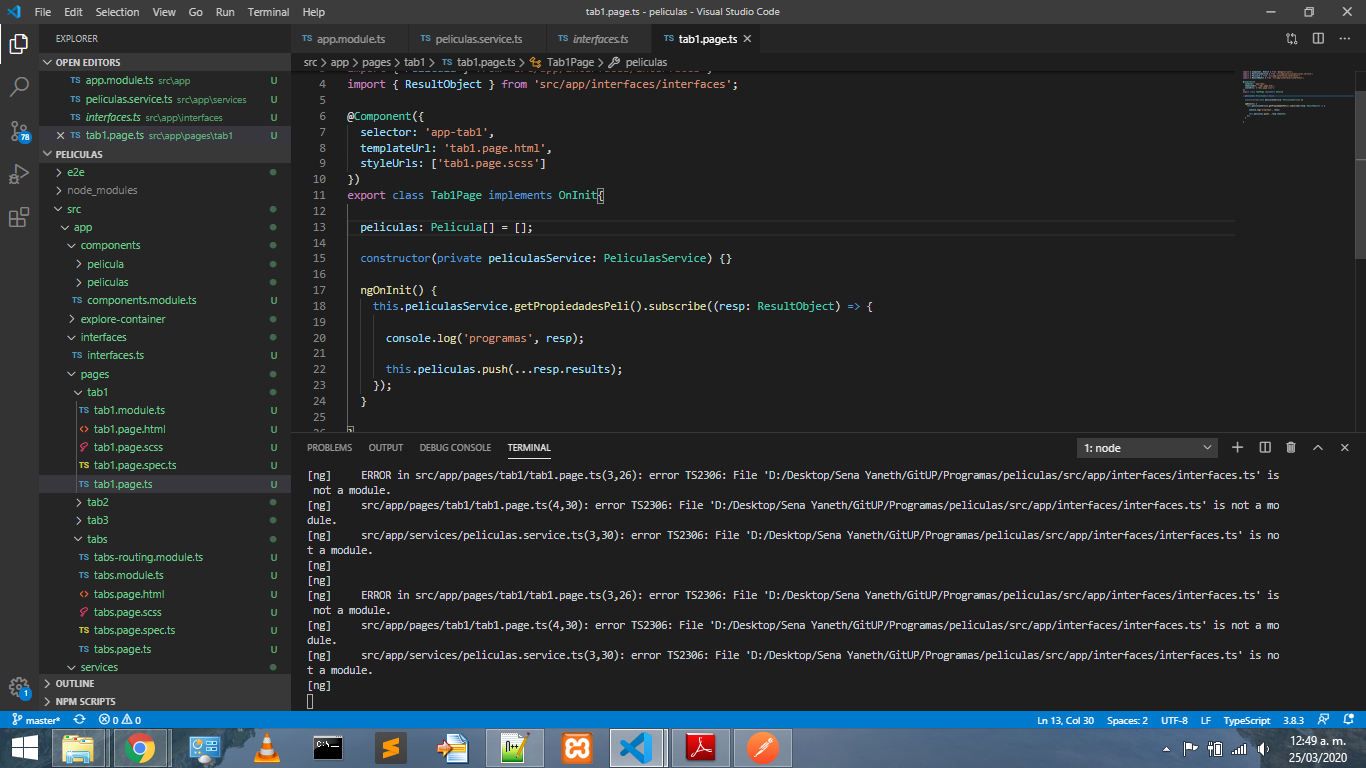 File Edit Selection View Go Run Terminal Help
tab1.page.ts - peliculas - Visual Studio Code
EXPLORER
OPEN EDITORS
TS app.module.ts src\app U
TS peliculas.service.ts src\app\services U
TS interfaces.ts src\app\interfaces U
TS tab1.page.ts src\app\pages\tab1 U
PELICULAS
e2e
node_modules
src
app
components
pelicula
peliculas
TS components.module.ts U
explore-container
interfaces
TS interfaces.ts U
pages
tab1
TS tab1.module.ts U
<> tab1.page.html U
tab1.page.scss U
TS tab1.page.spec.ts U
TS tab1.page.ts U
tab2
tab3
tabs
TS tabs-routing.module.ts U
TS tabs.module.ts U
<> tabs.page.html U
tabs.page.scss U
TS tabs.page.spec.ts U
TS tabs.page.ts U
services
OUTLINE
NPM SCRIPTS
78
1
TS app.module.ts
TS peliculas.service.ts
TS interfaces.ts
TS tab1.page.ts
src > app > pages > tab1 > TS tab1.page.ts > Tab1Page > peliculas
4 import { ResultObject } from 'src/app/interfaces/interfaces';
5
6 @Component({
7 selector: 'app-tab1',
8 templateUrl: 'tab1.page.html',
9 styleUrls: ['tab1.page.scss']
10 })
11 export class Tab1Page implements OnInit{
12
13 peliculas: Pelicula[] = [];
14
15 constructor(private peliculasService: PeliculasService) {}
16
17 ngOnInit() {
18 this.peliculasService.getPropiedadesPeli().subscribe((resp: ResultObject) => {
19
20 console.log('programas', resp);
21
22 this.peliculas.push(...resp.results);
23 });
24 }
25
PROBLEMS OUTPUT DEBUG CONSOLE TERMINAL
1: node
[ng] ERROR in src/app/pages/tab1/tab1.page.ts(3,26): error TS2306: File 'D:/Desktop/Sena Yaneth/GitUP/Programas/peliculas/src/app/interfaces/interfaces.ts' is
not a module.
[ng] src/app/pages/tab1/tab1.page.ts(4,30): error TS2306: File 'D:/Desktop/Sena Yaneth/GitUP/Programas/peliculas/src/app/interfaces/interfaces.ts' is not a mo
dule.
[ng] src/app/services/peliculas.service.ts(3,30): error TS2306: File 'D:/Desktop/Sena Yaneth/GitUP/Programas/peliculas/src/app/interfaces/interfaces.ts' is no
t a module.
[ng]
[ng]
[ng] ERROR in src/app/pages/tab1/tab1.page.ts(3,26): error TS2306: File 'D:/Desktop/Sena Yaneth/GitUP/Programas/peliculas/src/app/interfaces/interfaces.ts' is
not a module.
[ng] src/app/pages/tab1/tab1.page.ts(4,30): error TS2306: File 'D:/Desktop/Sena Yaneth/GitUP/Programas/peliculas/src/app/interfaces/interfaces.ts' is not a mo
dule.
[ng] src/app/services/peliculas.service.ts(3,30): error TS2306: File 'D:/Desktop/Sena Yaneth/GitUP/Programas/peliculas/src/app/interfaces/interfaces.ts' is no
t a module.
[ng]
master* 0 0
Ln 13, Col 30 Spaces: 2 UTF-8 LF TypeScript 3.8.3
12:49 a. m.
25/03/2020